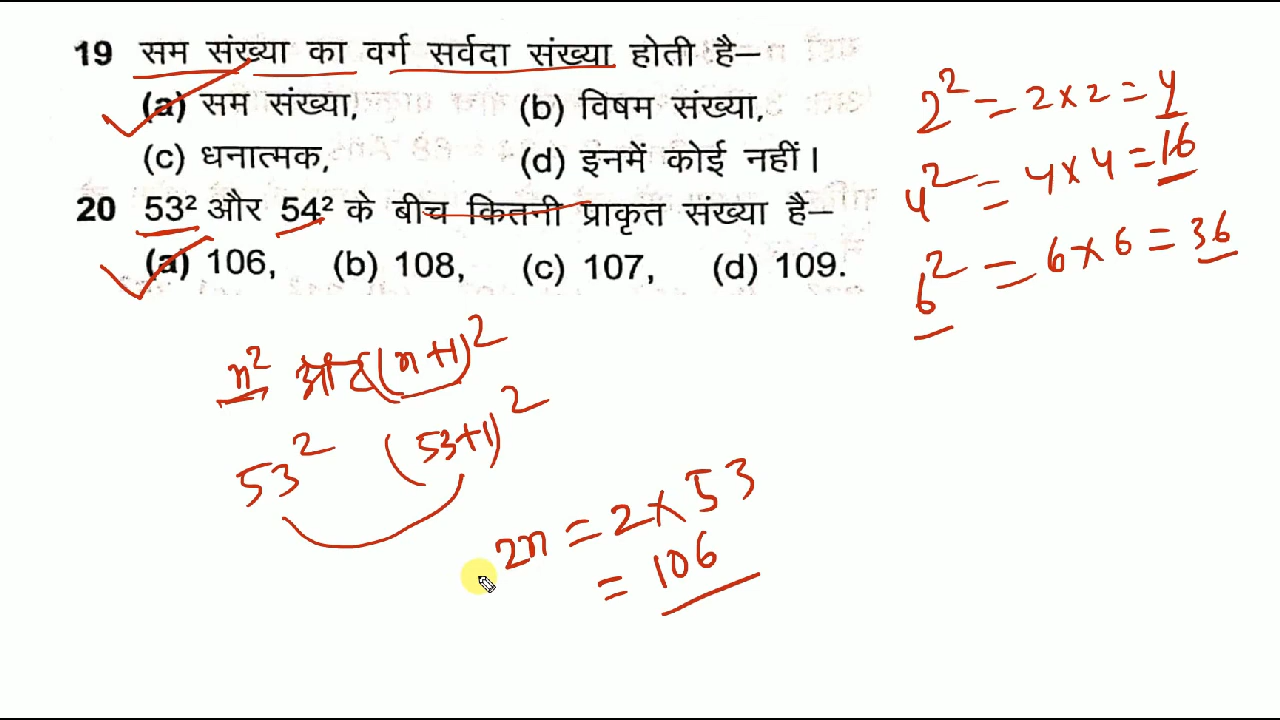 19 सम संख्या का वर्ग सर्वदा संख्या होती है–
(a) सम संख्या, (b) विषम संख्या,
(c) धनात्मक, (d) इनमें कोई नहीं।
20 53² और 54² के बीच कितनी प्राकृत संख्या है–
(a) 106, (b) 108, (c) 107, (d) 109.
2² = 2×2 = 4
4² = 4×4 = 16
6² = 6×6 = 36
n² और (n+1)²
53² (53+1)²
2n = 2×53
= 106